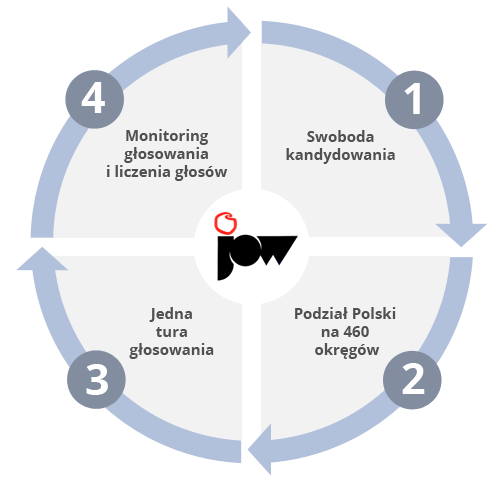 1
Swoboda
kandydowania
2
Podział Polski
na 460
okręgów
3
Jedna
tura
głosowania
4
Monitoring
głosowania
i liczenia głosów
jow